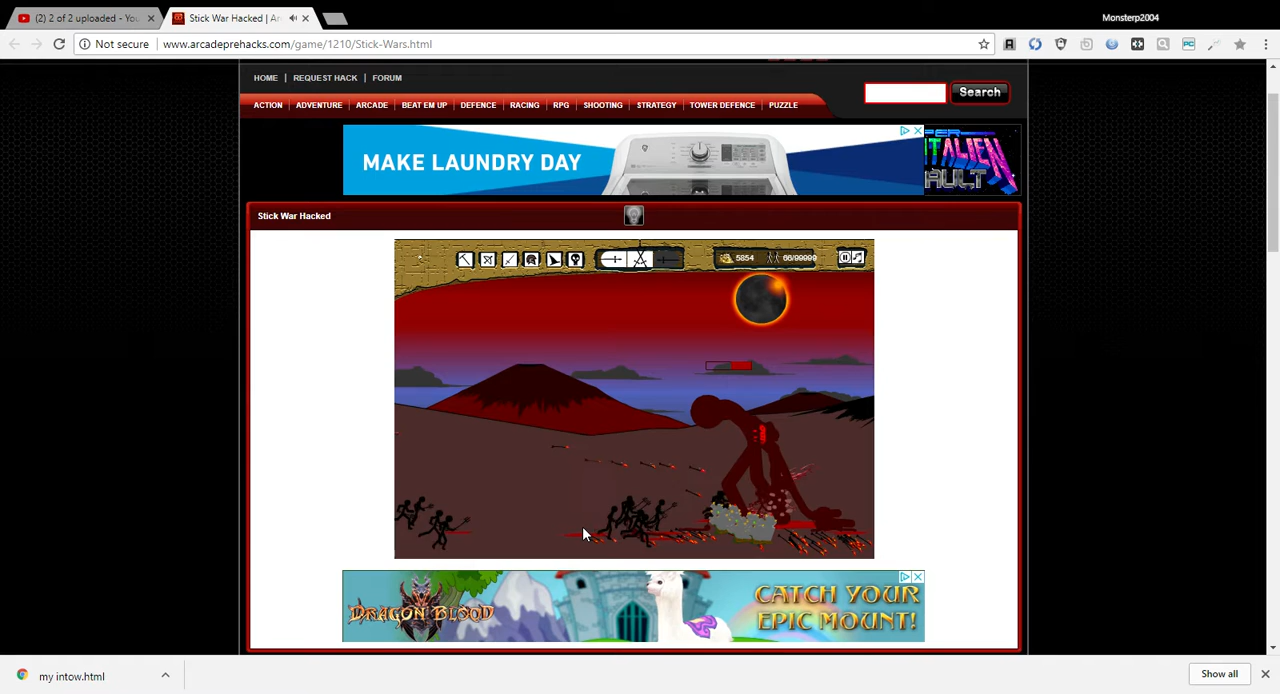 (2) 2 of 2 uploaded - You
Stick War Hacked | Ar
Monsterp2004
Not secure
www.arcadeprehacks.com/game/1210/Stick-Wars.html
PC
HOME | REQUEST HACK | FORUM
Search
ACTION ADVENTURE ARCADE BEAT EM UP DEFENCE RACING RPG SHOOTING STRATEGY TOWER DEFENCE PUZZLE
MAKE LAUNDRY DAY
Stick War Hacked
5854 66/99999
DRAGON BLOOD
CATCH YOUR
EPIC MOUNT!
my intow.html
Show all